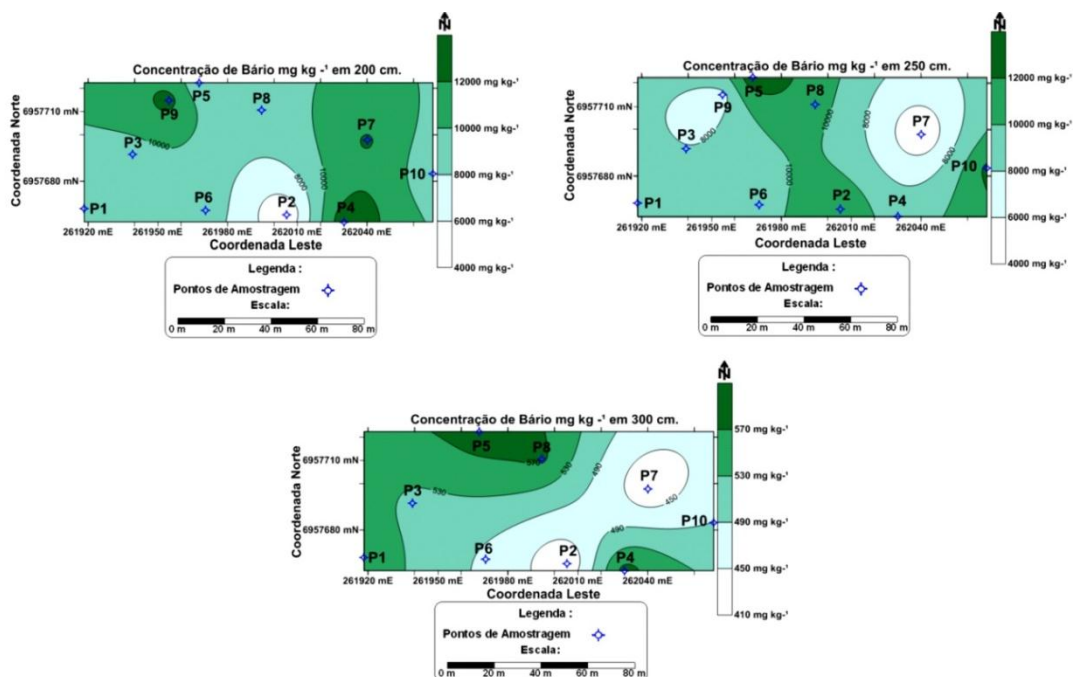 N
Concentração de Bário mg kg -¹ em 200 cm.
Coordenada Norte
6957710 mN
6957680 mN
P5
P8
P9
P7
P3
P10
P1
P6
P2
P4
10000
8000
10000
261920 mE 261950 mE 261980 mE 262010 mE 262040 mE
Coordenada Leste
12000 mg kg-¹
10000 mg kg-¹
8000 mg kg-¹
6000 mg kg-¹
4000 mg kg-¹
Legenda :
Pontos de Amostragem
Escala:
0 m 20 m 40 m 60 m 80 m
N
Concentração de Bário mg kg -¹ em 250 cm.
Coordenada Norte
6957710 mN
6957680 mN
P5
P8
P9
P7
P3
P10
P1
P6
P2
P4
8000
10000
10000
8000
8000
261920 mE 261950 mE 261980 mE 262010 mE 262040 mE
Coordenada Leste
12000 mg kg-¹
10000 mg kg-¹
8000 mg kg-¹
6000 mg kg-¹
4000 mg kg-¹
Legenda :
Pontos de Amostragem
Escala:
0 m 20 m 40 m 60 m 80 m
N
Concentração de Bário mg kg -¹ em 300 cm.
Coordenada Norte
6957710 mN
6957680 mN
P5
P8
P7
P3
P10
P1
P6
P2
P4
570
530
490
530
450
490
261920 mE 261950 mE 261980 mE 262010 mE 262040 mE
Coordenada Leste
570 mg kg-¹
530 mg kg-¹
490 mg kg-¹
450 mg kg-¹
410 mg kg-¹
Legenda :
Pontos de Amostragem
Escala:
0 m 20 m 40 m 60 m 80 m